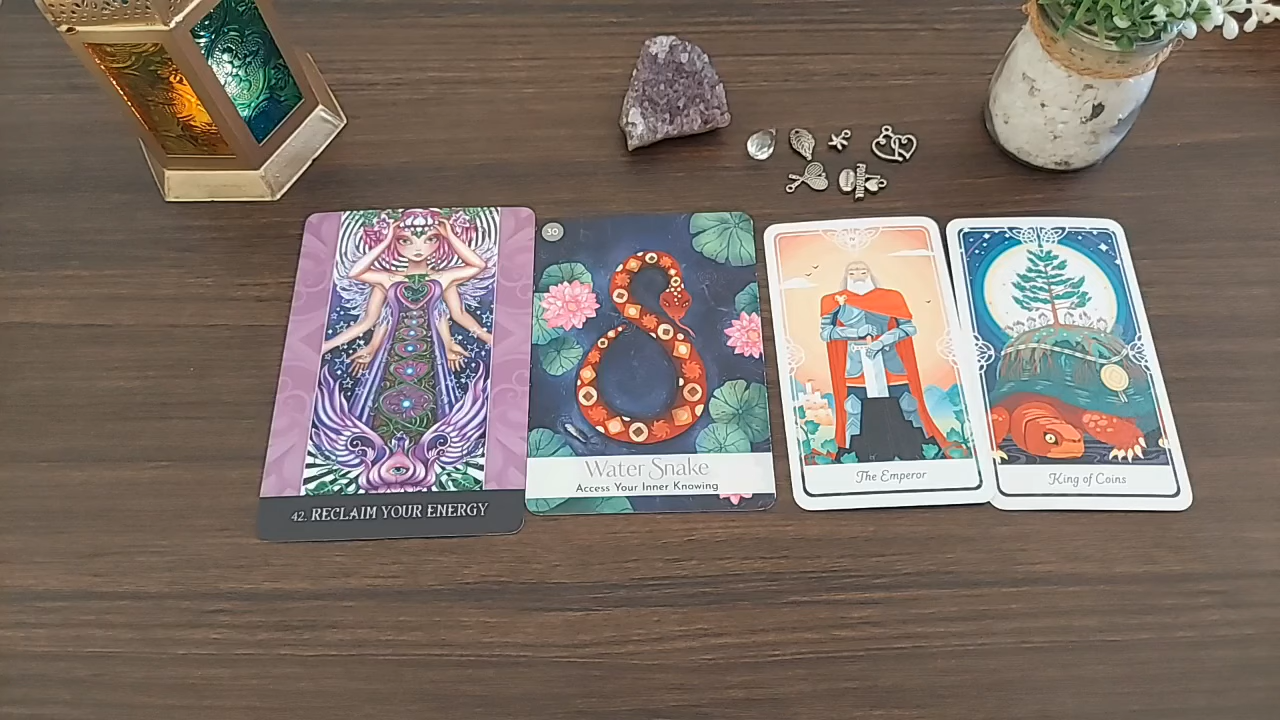 42. RECLAIM YOUR ENERGY
30
Water Snake
Access Your Inner Knowing
The Emperor
King of Coins